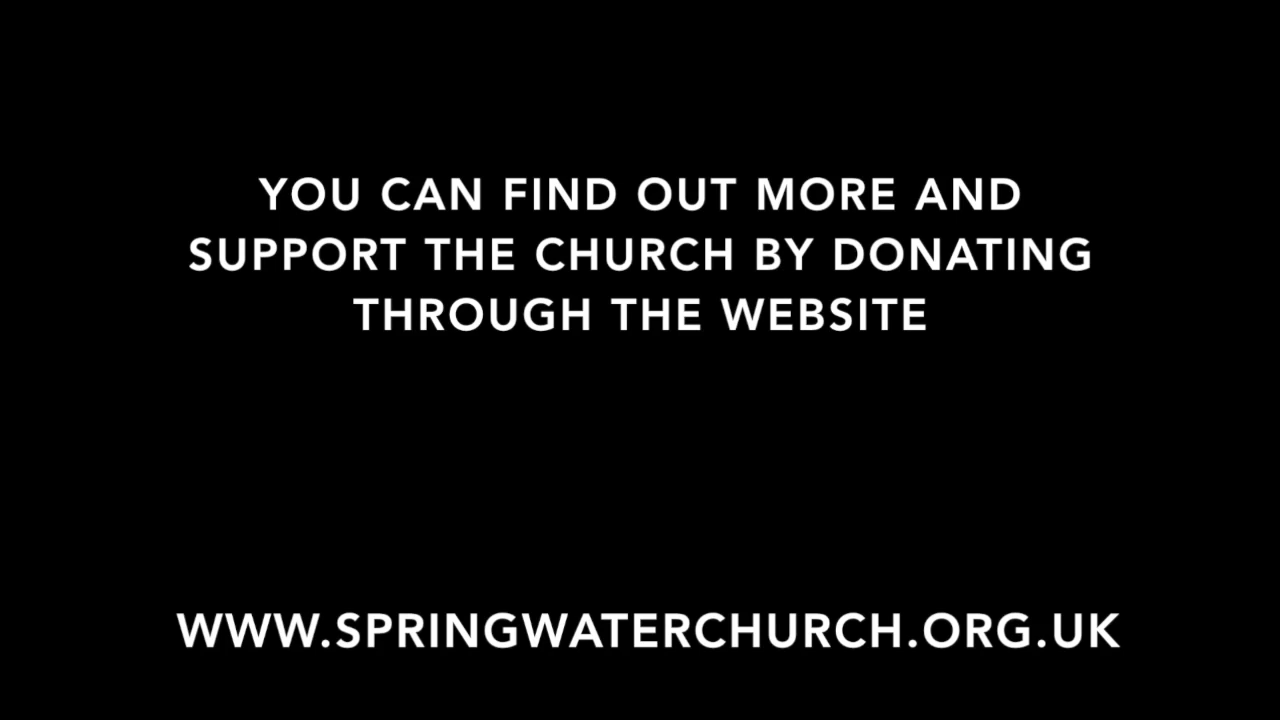 YOU CAN FIND OUT MORE AND
SUPPORT THE CHURCH BY DONATING
THROUGH THE WEBSITE
WWW.SPRINGWATERCHURCH.ORG.UK